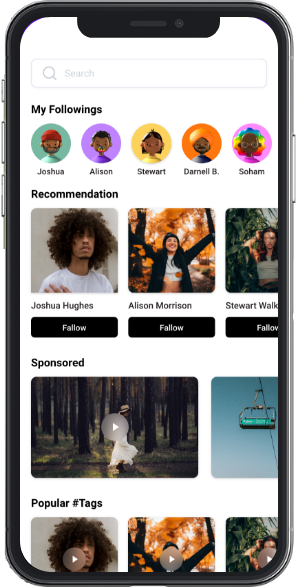 Search
My Followings
Joshua Alison Stewart Darnell B. Soham
Recommendation
Joshua Hughes Alison Morrison Stewart Walk
Fallow Fallow Fallow
Sponsored
Popular #Tags